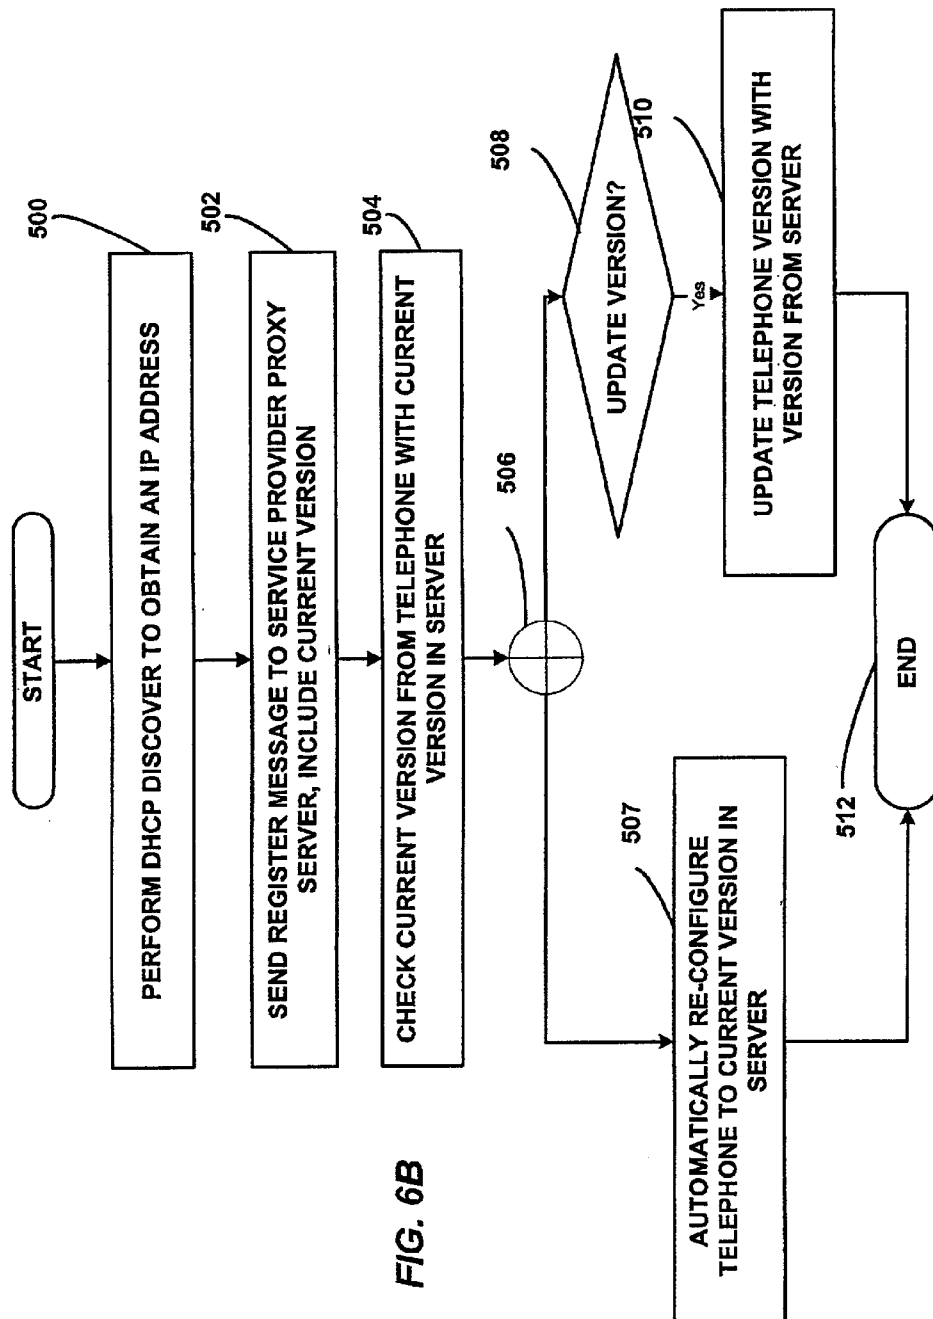 START
500
PERFORM DHCP DISCOVER TO OBTAIN AN IP ADDRESS
502
SEND REGISTER MESSAGE TO SERVICE PROVIDER PROXY
SERVER, INCLUDE CURRENT VERSION
504
CHECK CURRENT VERSION FROM TELEPHONE WITH CURRENT
VERSION IN SERVER
506
507
AUTOMATICALLY RE-CONFIGURE
TELEPHONE TO CURRENT VERSION IN
SERVER
508
UPDATE VERSION?
Yes
510
UPDATE TELEPHONE VERSION WITH
VERSION FROM SERVER
512
END
FIG. 6B